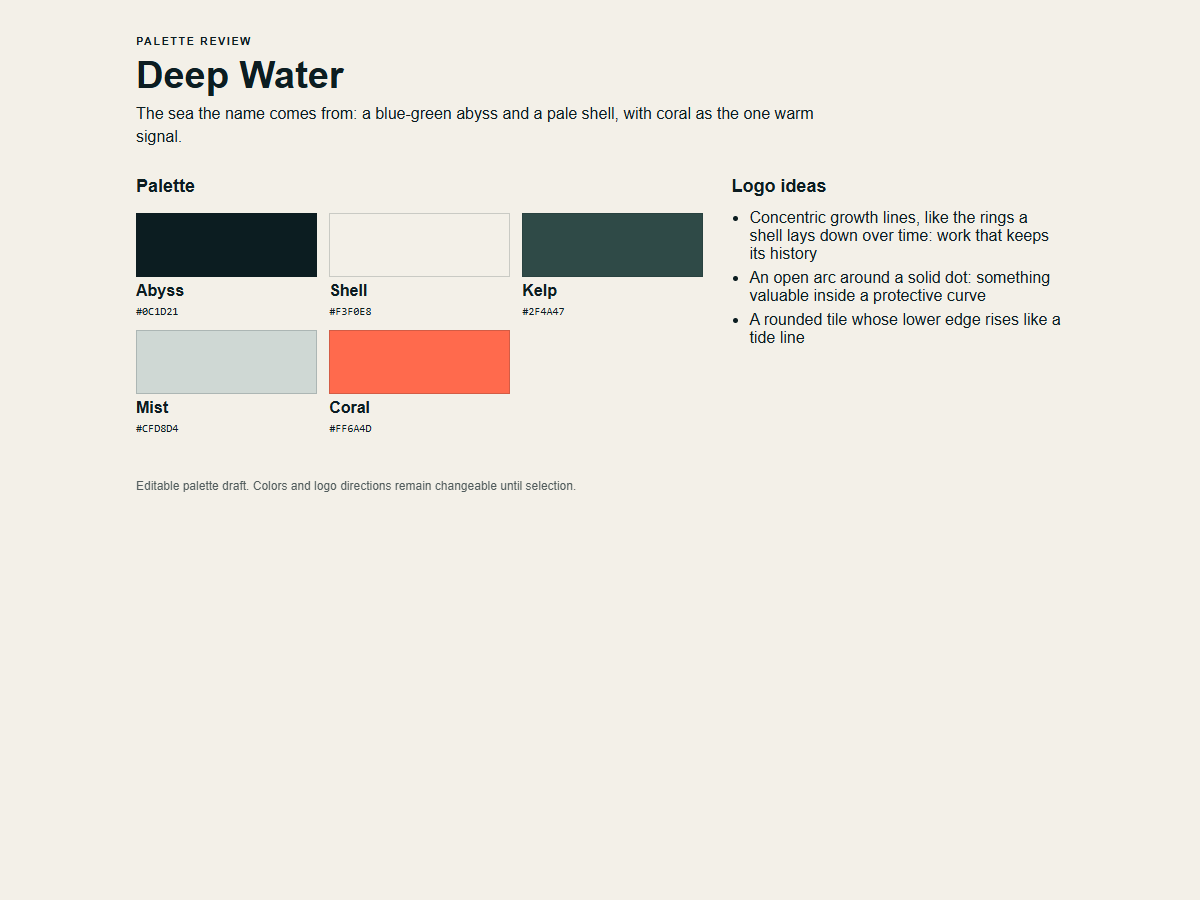 PALETTE REVIEW
Deep Water
The sea the name comes from: a blue-green abyss and a pale shell, with coral as the one warm
signal.
Palette
Abyss
#0C1D21
Shell
#F3F0E8
Kelp
#2F4A47
Mist
#CFD8D4
Coral
#FF6A4D
Logo ideas
• Concentric growth lines, like the rings a
shell lays down over time: work that keeps
its history
• An open arc around a solid dot: something
valuable inside a protective curve
• A rounded tile whose lower edge rises like a
tide line
Editable palette draft. Colors and logo directions remain changeable until selection.